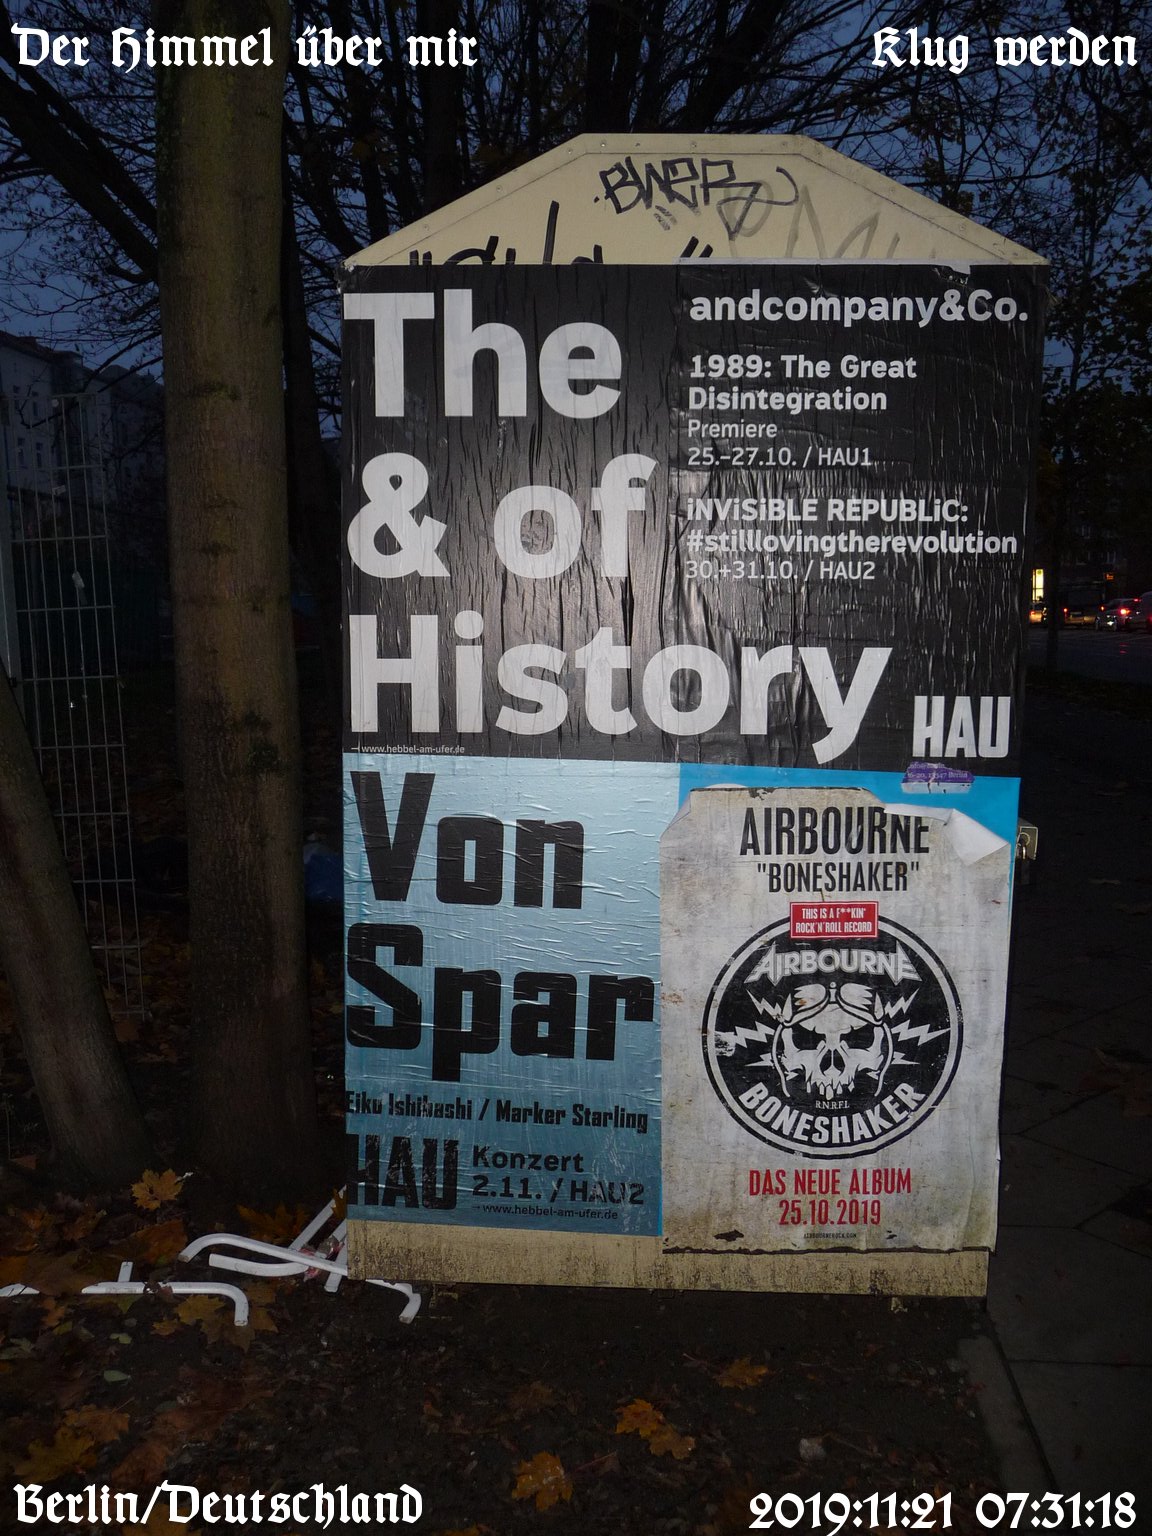 Der Himmel über mir
Klug werden
BWER
The
& of
History
andcompany&Co.
1989: The Great
Disintegration
Premiere
25.–27.10. / HAU1
iNViSiBLE REPUBLiC:
#stilllovingtherevolution
30.+31.10. / HAU2
HAU
→ www.hebbel-am-ufer.de
Von
Spar
Eiko Ishibashi / Marker Starling
HAU
Konzert
2.11. / HAU2
→ www.hebbel-am-ufer.de
AIRBOURNE
"BONESHAKER"
THIS IS A F**KIN'
ROCK'N'ROLL RECORD
AIRBOURNE
R.N.R.F.L
BONESHAKER
DAS NEUE ALBUM
25.10.2019
AIRBOURNEROCK.COM
Berlin/Deutschland
2019:11:21 07:31:18